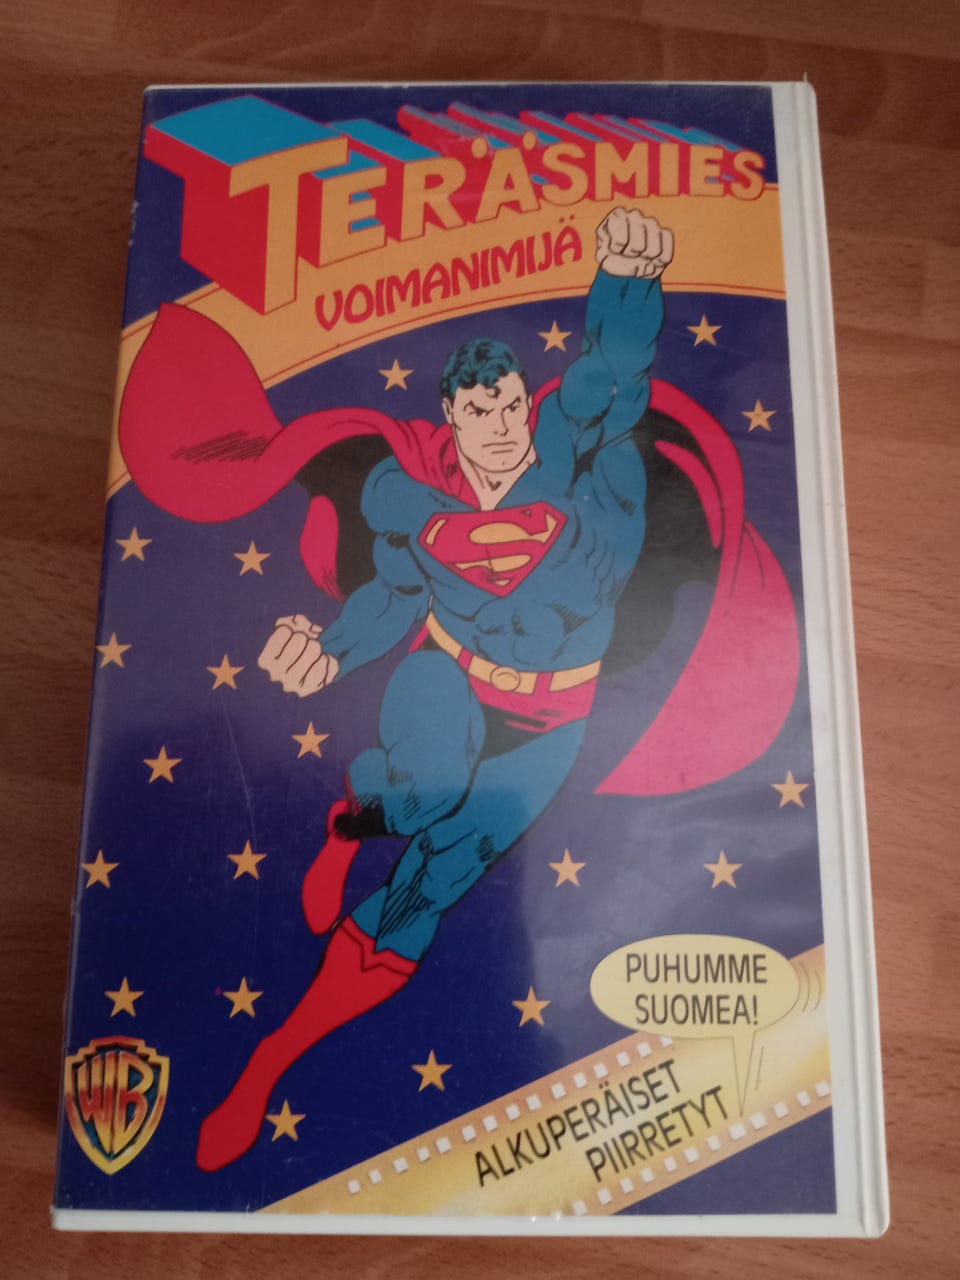 TERÄSMIES
VOIMANIMIJÄ
S
PUHUMME
SUOMEA!
ALKUPERÄISET
PIIRRETYT
WB